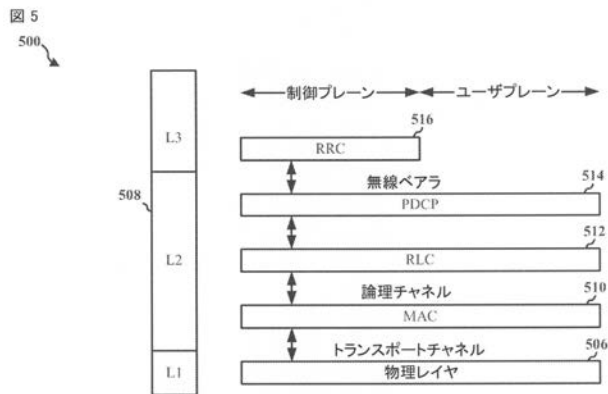 図 5
500
制御プレーン
ユーザプレーン
516
L3
RRC
無線ベアラ
514
508
PDCP
512
L2
RLC
論理チャネル
510
MAC
トランスポートチャネル
506
L1
物理レイヤ